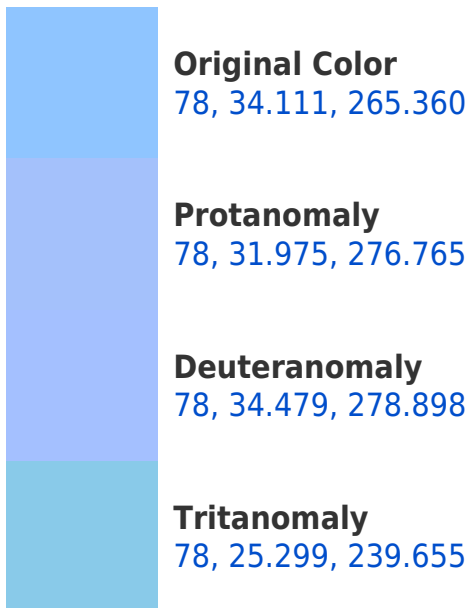 Original Color
78, 34.111, 265.360
Protanomaly
78, 31.975, 276.765
Deuteranomaly
78, 34.479, 278.898
Tritanomaly
78, 25.299, 239.655